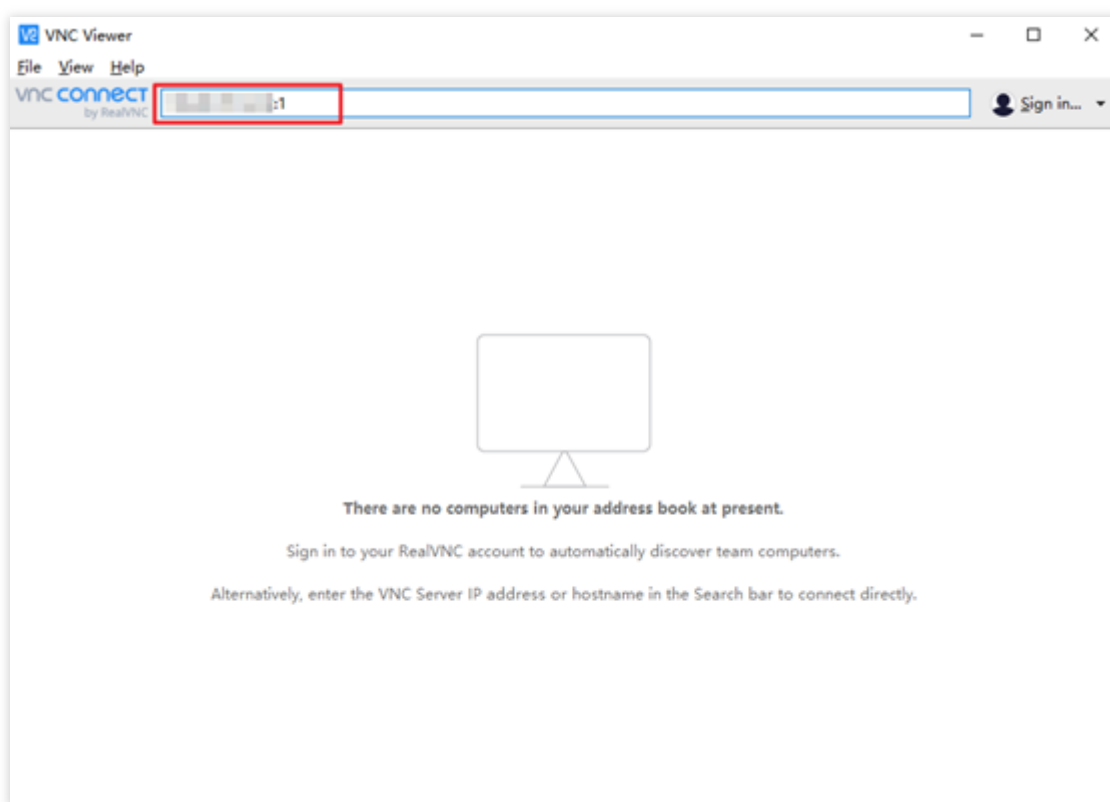 VNC Viewer
File View Help
vnc connect
by RealVNC
:1
Sign in...
There are no computers in your address book at present.
Sign in to your RealVNC account to automatically discover team computers.
Alternatively, enter the VNC Server IP address or hostname in the Search bar to connect directly.